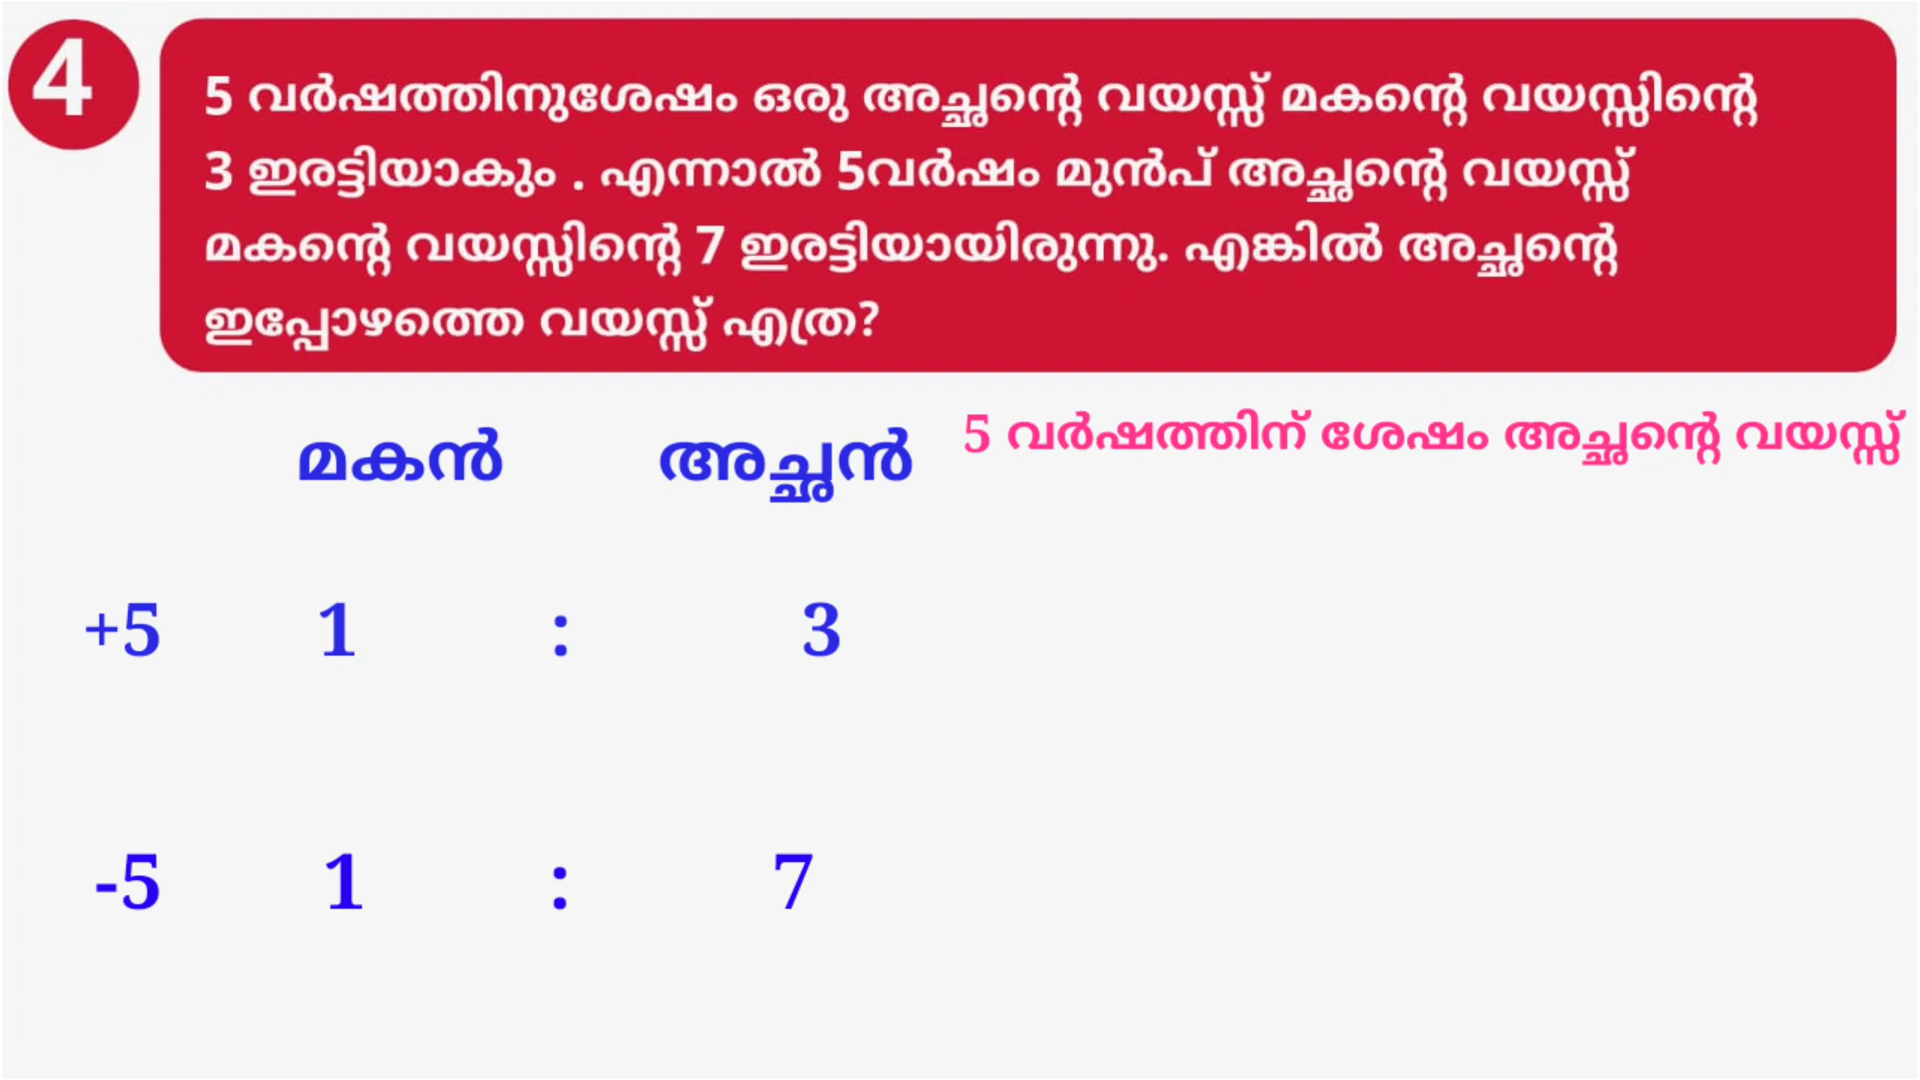 4
5 വർഷത്തിനുശേഷം ഒരു അച്ഛന്റെ വയസ്സ് മകന്റെ വയസ്സിന്റെ
3 ഇരട്ടിയാകും . എന്നാൽ 5വർഷം മുൻപ് അച്ഛന്റെ വയസ്സ്
മകന്റെ വയസ്സിന്റെ 7 ഇരട്ടിയായിരുന്നു. എങ്കിൽ അച്ഛന്റെ
ഇപ്പോഴത്തെ വയസ്സ് എത്ര?
മകൻ അച്ഛൻ 5 വർഷത്തിന് ശേഷം അച്ഛന്റെ വയസ്സ്
+5 1 : 3
-5 1 : 7